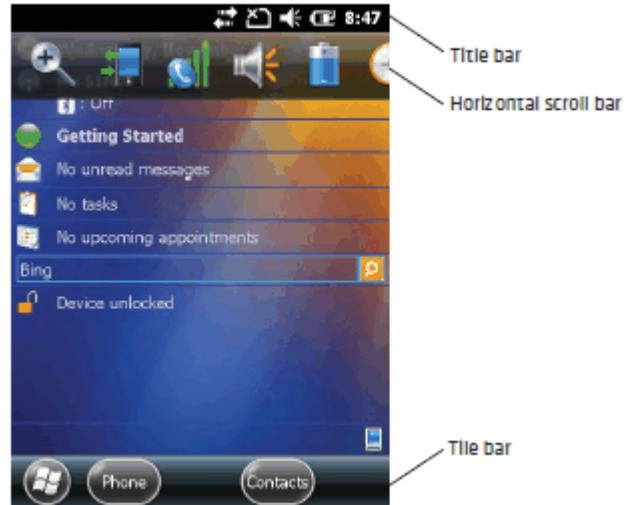 8:47
Title bar
Horizontal scroll bar
: Off
Getting Started
No unread messages
No tasks
No upcoming appointments
Bing
Device unlocked
Tile bar
Phone
Contacts